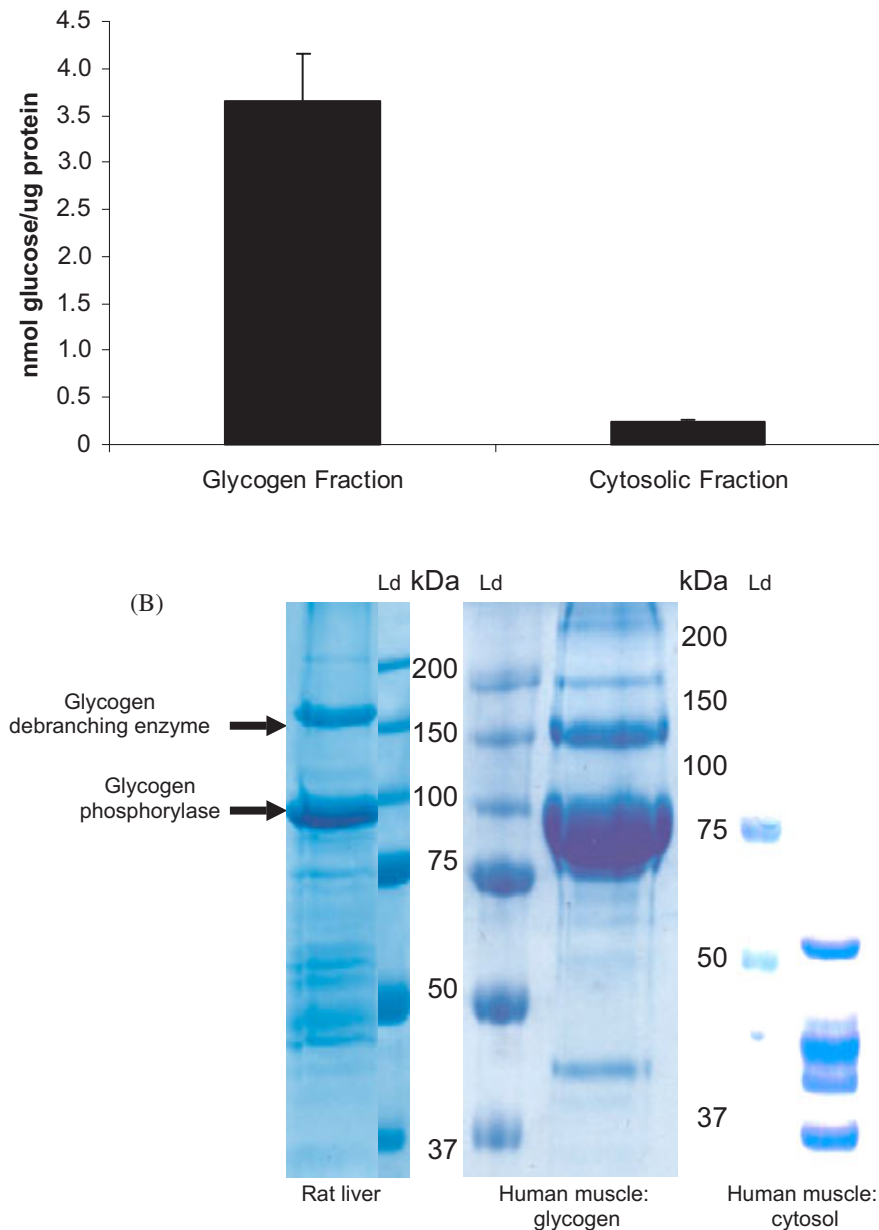 4.5
4.0
3.5
3.0
2.5
2.0
1.5
1.0
0.5
0
nmol glucose/ug protein
Glycogen Fraction
Cytosolic Fraction
(B)
Ld kDa Ld kDa Ld
Glycogen
debranching enzyme
Glycogen
phosphorylase
200
150
100
75
50
37
200
150
100
75
50
37
Rat liver
Human muscle:
glycogen
Human muscle:
cytosol